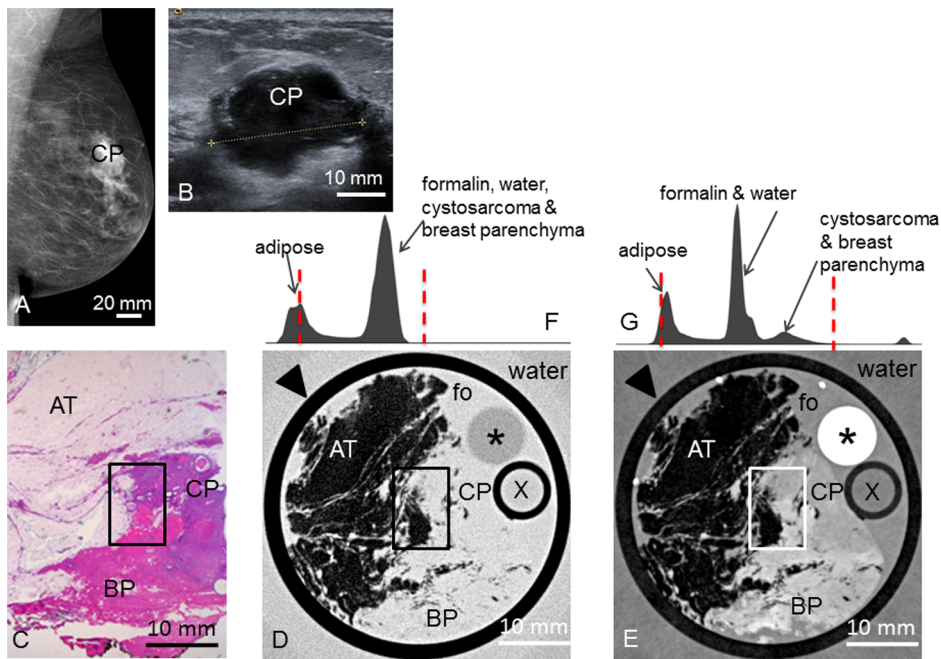 CP
A
20 mm
CP
B
10 mm
formalin, water,
cystosarcoma &
breast parenchyma
adipose
F
formalin & water
cystosarcoma
& breast
parenchyma
adipose
G
AT
CP
BP
C
10 mm
water
fo
AT
*
CP
X
BP
D
10 mm
water
fo
AT
*
CP
X
BP
E
10 mm